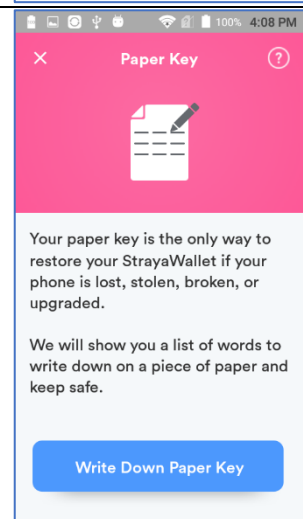 100% 4:08 PM
Paper Key
?
Your paper key is the only way to
restore your StrayaWallet if your
phone is lost, stolen, broken, or
upgraded.
We will show you a list of words to
write down on a piece of paper and
keep safe.
Write Down Paper Key